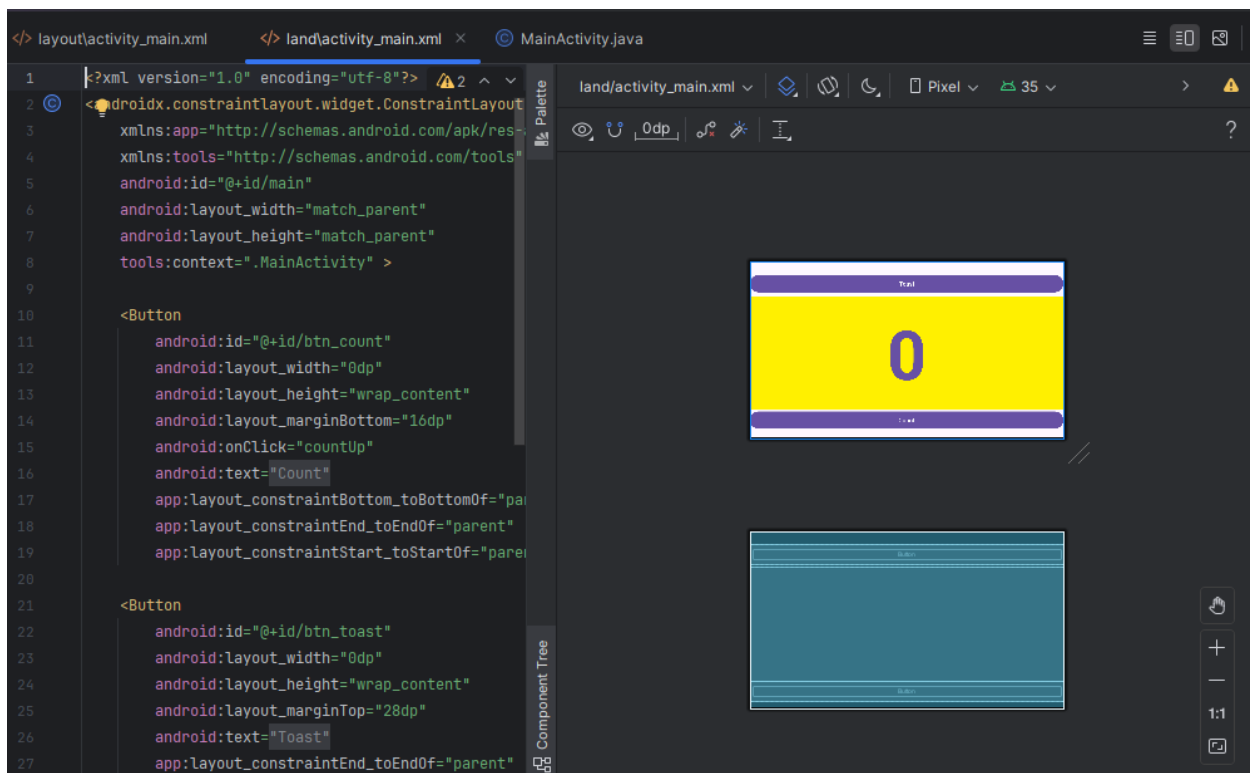 </> layout\activity_main.xml </> land\activity_main.xml × © MainActivity.java
1 <?xml version="1.0" encoding="utf-8"?> 2
2 <androidx.constraintlayout.widget.ConstraintLayout
3 xmlns:app="http://schemas.android.com/apk/res-
4 xmlns:tools="http://schemas.android.com/tools"
5 android:id="@+id/main"
6 android:layout_width="match_parent"
7 android:layout_height="match_parent"
8 tools:context=".MainActivity" >
9
10 <Button
11 android:id="@+id/btn_count"
12 android:layout_width="0dp"
13 android:layout_height="wrap_content"
14 android:layout_marginBottom="16dp"
15 android:onClick="countUp"
16 android:text="Count"
17 app:layout_constraintBottom_toBottomOf="pa
18 app:layout_constraintEnd_toEndOf="parent"
19 app:layout_constraintStart_toStartOf="pare
20
21 <Button
22 android:id="@+id/btn_toast"
23 android:layout_width="0dp"
24 android:layout_height="wrap_content"
25 android:layout_marginTop="28dp"
26 android:text="Toast"
27 app:layout_constraintEnd_toEndOf="parent"
Palette
Component Tree
land/activity_main.xml Pixel 35
0dp ?
Toast
0
Count
Button
Button
1:1